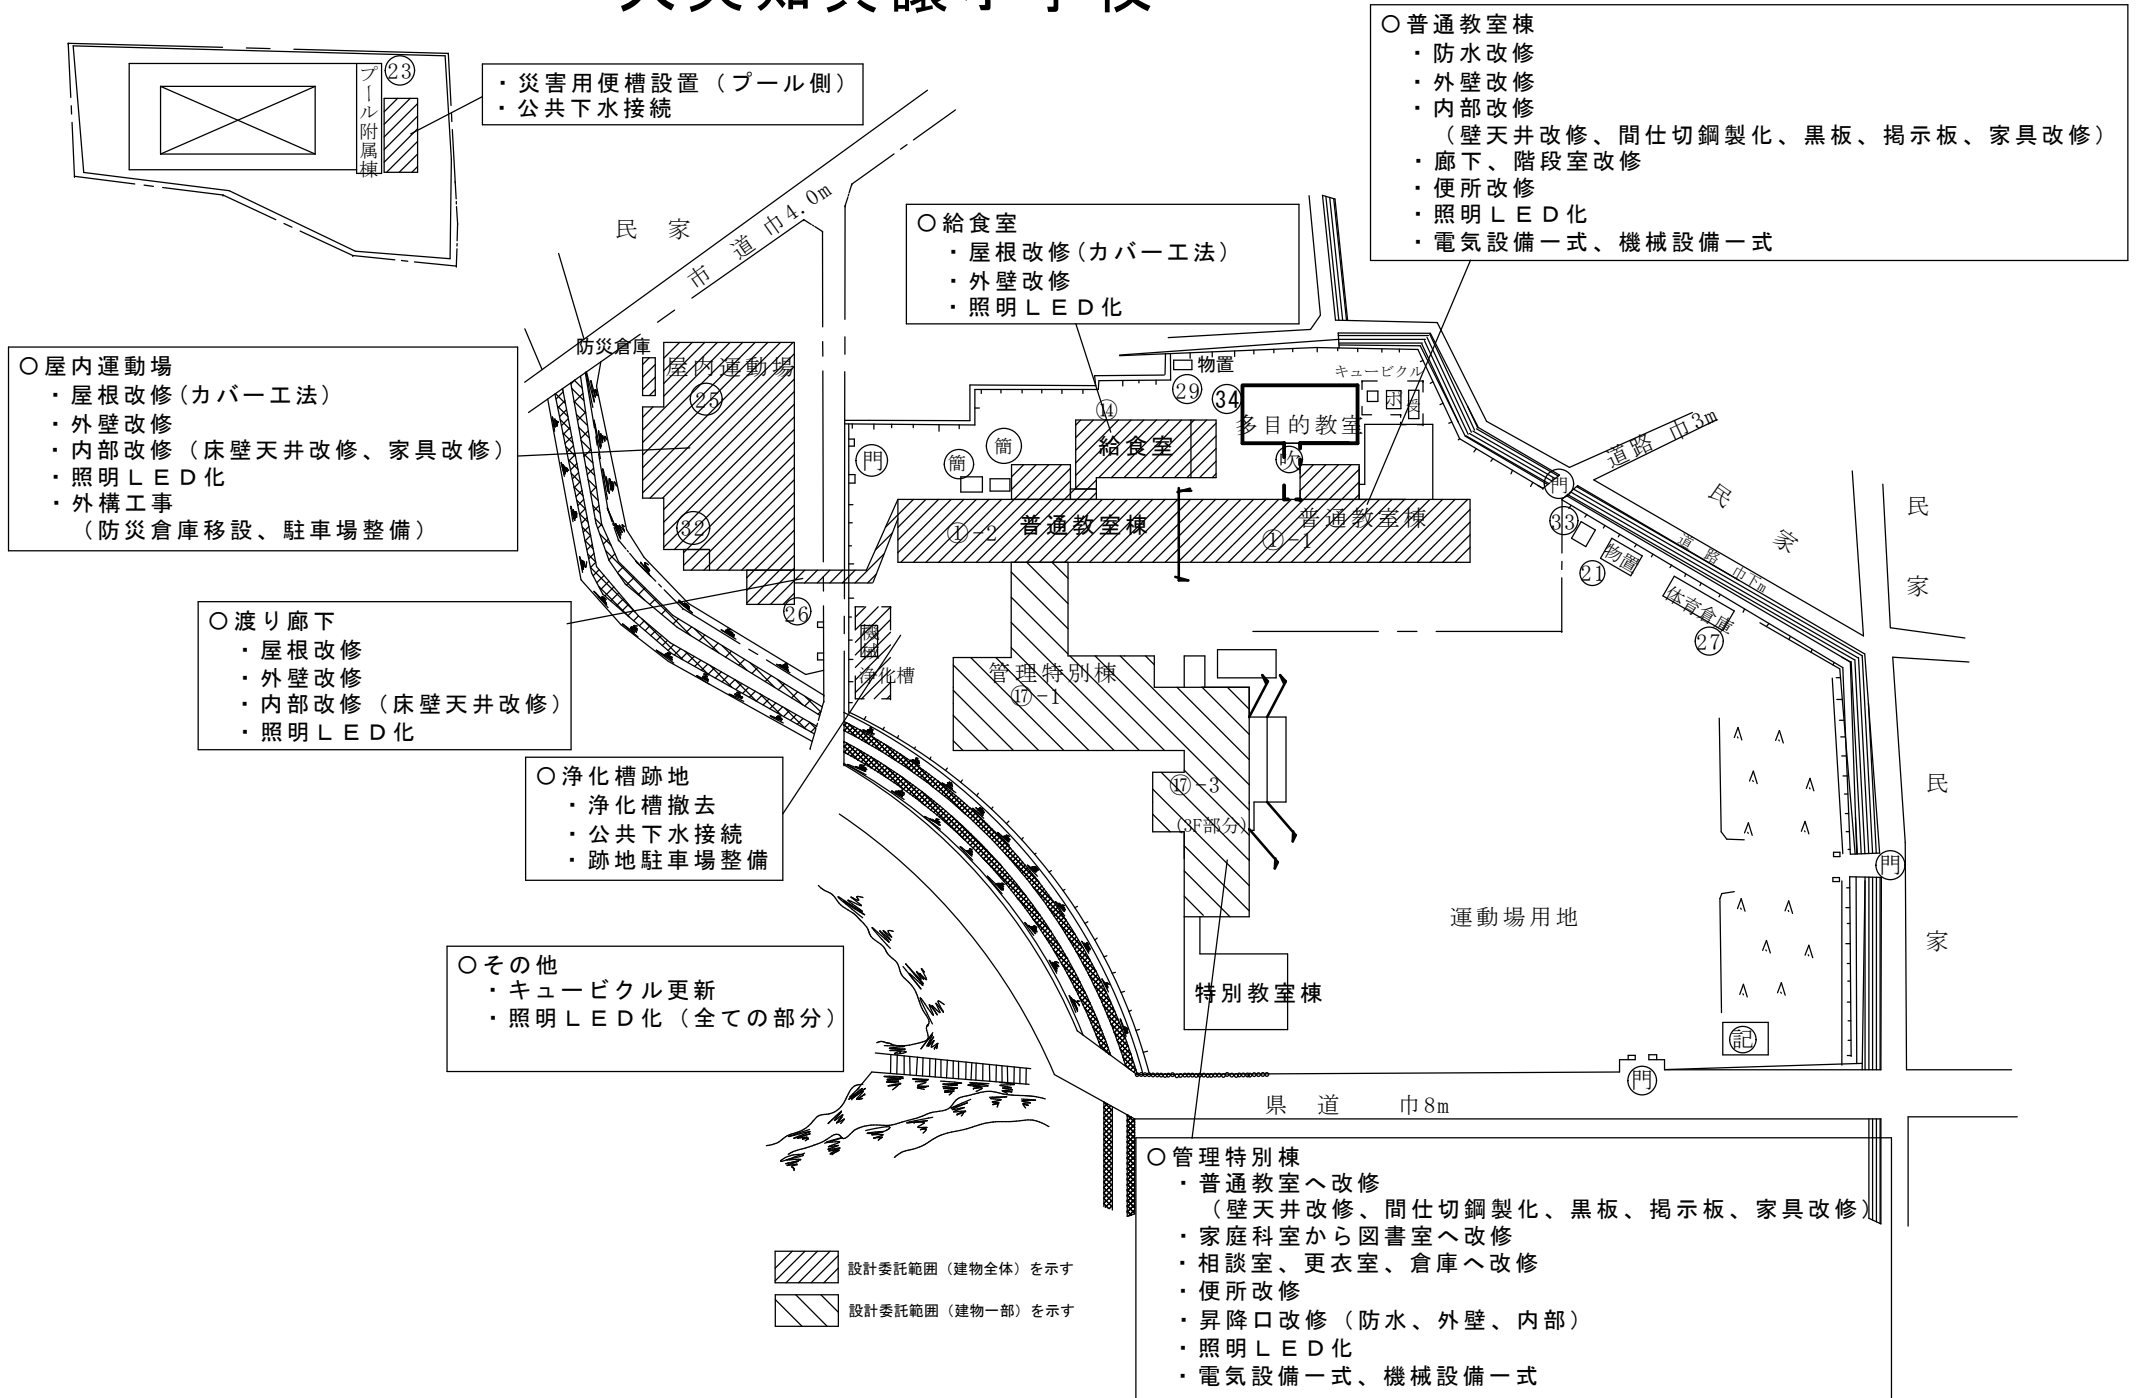 プール附属棟
23
・災害用便槽設置（プール側）
・公共下水接続
○普通教室棟
・防水改修
・外壁改修
・内部改修
（壁天井改修、間仕切鋼製化、黒板、掲示板、家具改修）
・廊下、階段室改修
・便所改修
・照明ＬＥＤ化
・電気設備一式、機械設備一式
民家
市道巾4.0m
○給食室
・屋根改修(カバー工法)
・外壁改修
・照明ＬＥＤ化
○屋内運動場
・屋根改修(カバー工法)
・外壁改修
・内部改修（床壁天井改修、家具改修）
・照明ＬＥＤ化
・外構工事
（防災倉庫移設、駐車場整備）
防災倉庫
屋内運動場
25
32
26
門
簡
簡
⑭
給食室
物置
29
34
多目的教室
キュービクル
吹
①-2
普通教室棟
①-1
普通教室棟
道路 巾3m
門
民家
民家
33
21
物置
体育倉庫
27
○渡り廊下
・屋根改修
・外壁改修
・内部改修（床壁天井改修）
・照明ＬＥＤ化
浄化槽
管理特別棟
⑰-1
⑰-3
(3F部分)
○浄化槽跡地
・浄化槽撤去
・公共下水接続
・跡地駐車場整備
民家
門
運動場用地
○その他
・キュービクル更新
・照明ＬＥＤ化（全ての部分）
特別教室棟
記
門
県道 巾8m
○管理特別棟
・普通教室へ改修
（壁天井改修、間仕切鋼製化、黒板、掲示板、家具改修）
・家庭科室から図書室へ改修
・相談室、更衣室、倉庫へ改修
・便所改修
・昇降口改修（防水、外壁、内部）
・照明ＬＥＤ化
・電気設備一式、機械設備一式
設計委託範囲（建物全体）を示す
設計委託範囲（建物一部）を示す